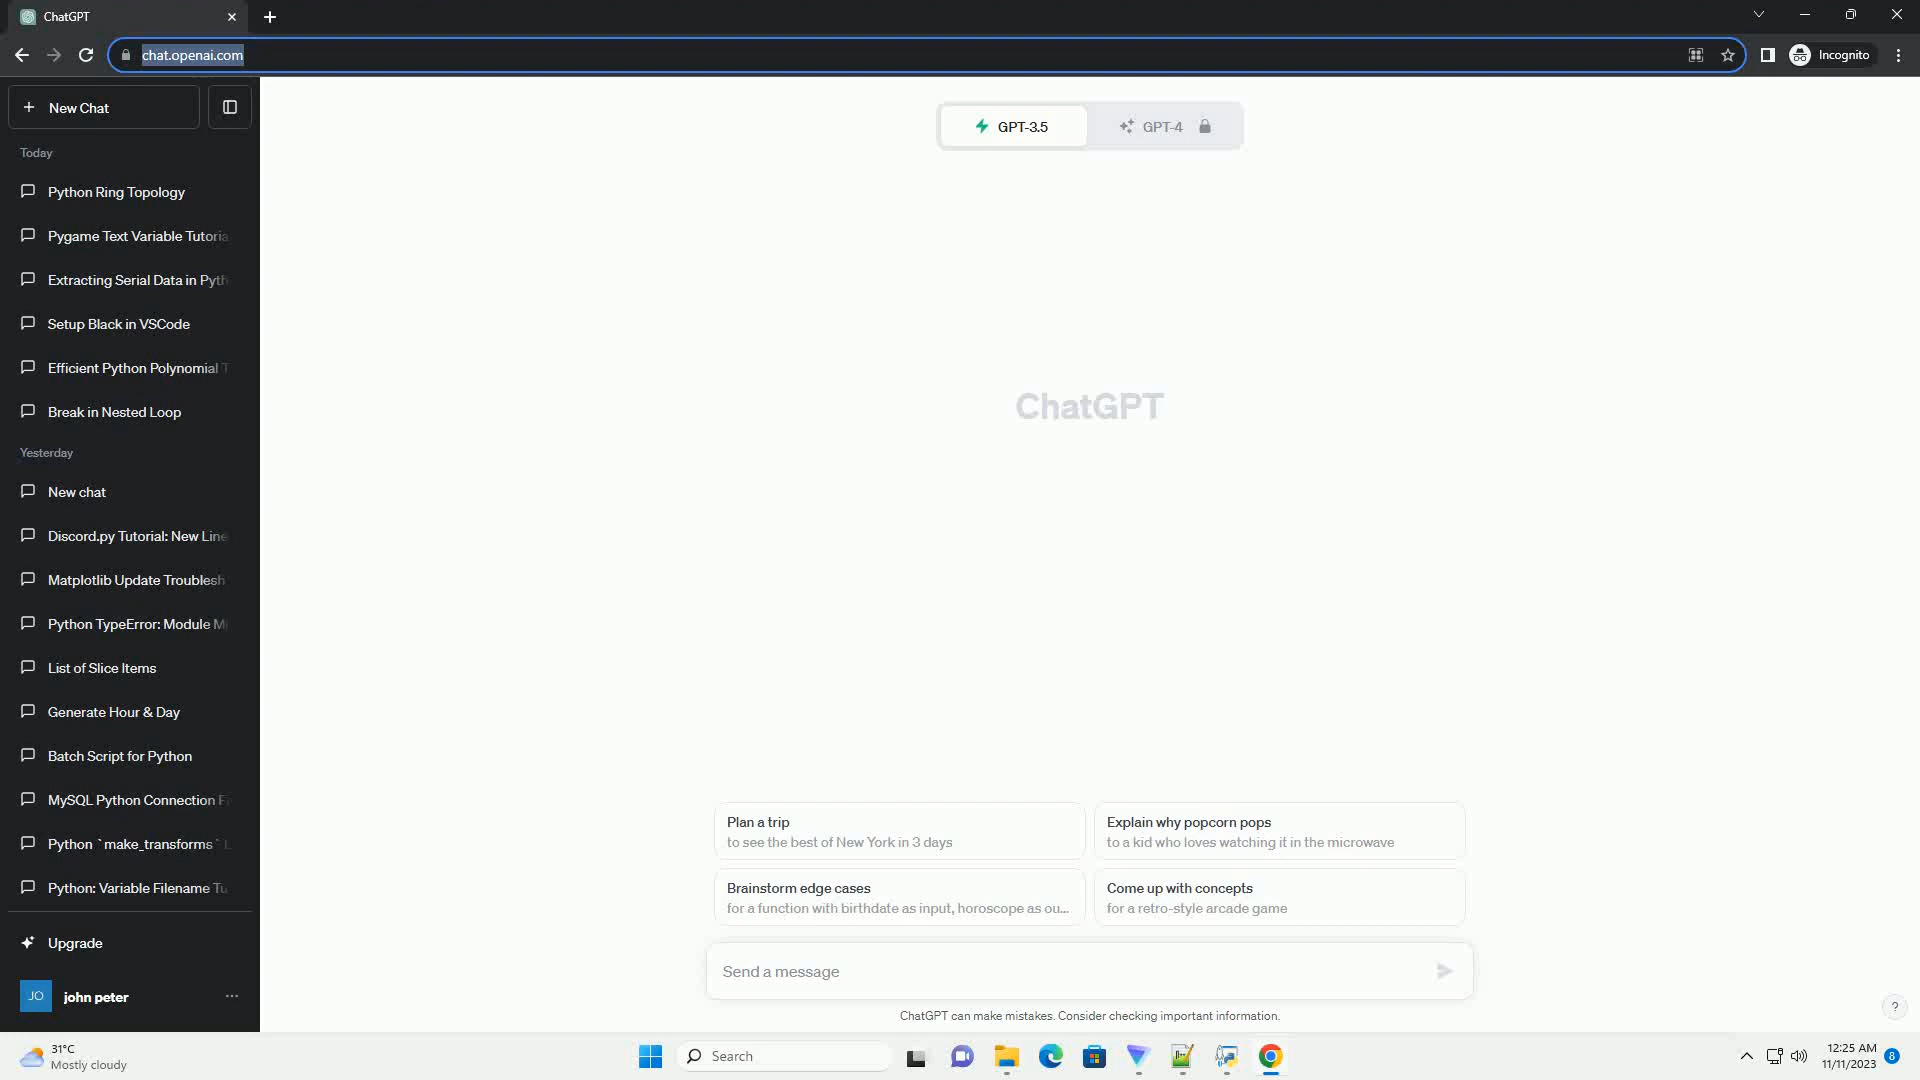 ChatGPT
chat.openai.com
Incognito
New Chat
GPT-3.5
GPT-4
Today
Python Ring Topology
Pygame Text Variable Tutoria
Extracting Serial Data in Pyth
Setup Black in VSCode
Efficient Python Polynomial T
Break in Nested Loop
Yesterday
New chat
Discord.py Tutorial: New Line
Matplotlib Update Troublesh
Python TypeError: Module M
List of Slice Items
Generate Hour & Day
Batch Script for Python
MySQL Python Connection F
Python `make_transforms` L
Python: Variable Filename Tu
Upgrade
JO
john peter
ChatGPT
Plan a trip
to see the best of New York in 3 days
Explain why popcorn pops
to a kid who loves watching it in the microwave
Brainstorm edge cases
for a function with birthdate as input, horoscope as ou...
Come up with concepts
for a retro-style arcade game
Send a message
ChatGPT can make mistakes. Consider checking important information.
?
31°C
Mostly cloudy
Search
12:25 AM
11/11/2023
8